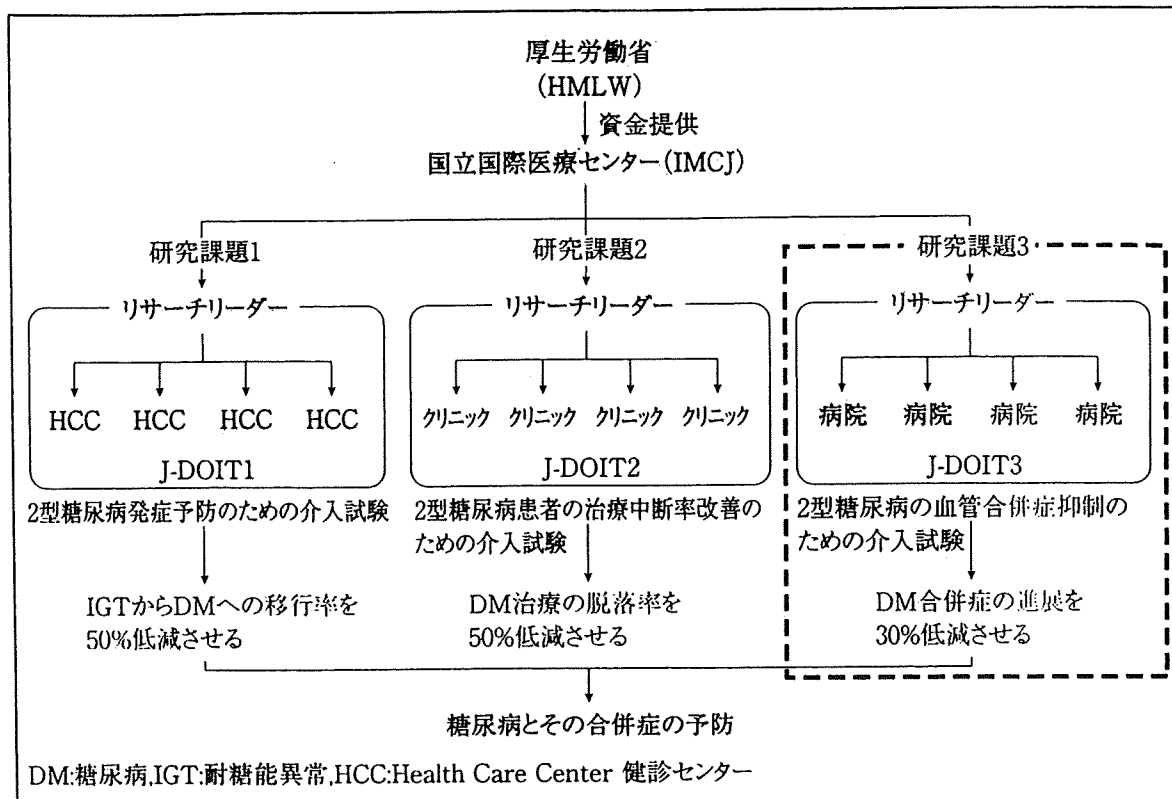 厚生労働省
(HMLW)
資金提供
国立国際医療センター(IMCJ)
研究課題1
リサーチリーダー
HCC HCC HCC HCC
J-DOIT1
2型糖尿病発症予防のための介入試験
IGTからDMへの移行率を
50%低減させる
研究課題2
リサーチリーダー
クリニック クリニック クリニック クリニック
J-DOIT2
2型糖尿病患者の治療中断率改善の
ための介入試験
DM治療の脱落率を
50%低減させる
研究課題3
リサーチリーダー
病院 病院 病院 病院
J-DOIT3
2型糖尿病の血管合併症抑制の
ための介入試験
DM合併症の進展を
30%低減させる
糖尿病とその合併症の予防
DM:糖尿病,IGT:耐糖能異常,HCC:Health Care Center 健診センター